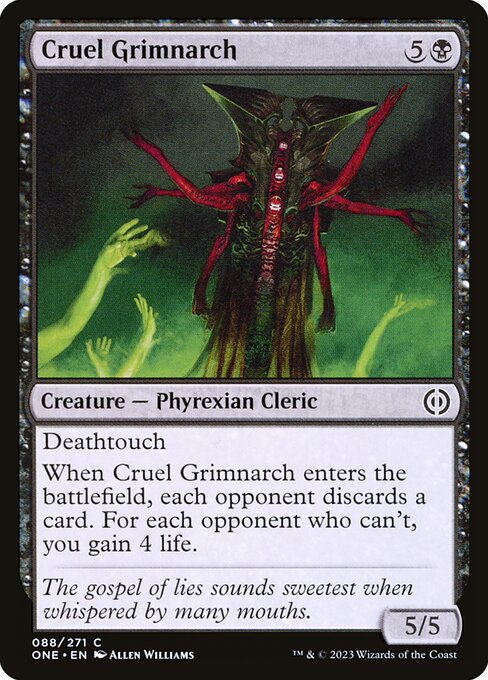 Cruel Grimnarch 5
Creature — Phyrexian Cleric
Deathtouch
When Cruel Grimnarch enters the
battlefield, each opponent discards a
card. For each opponent who can't,
you gain 4 life.
The gospel of lies sounds sweetest when
whispered by many mouths.
5/5
088/271 C
ONE • EN Allen Williams
™ & © 2023 Wizards of the Coast